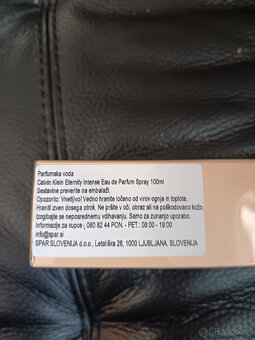 Parfumska voda
Calvin Klein Eternity Intense Eau de Parfum Spray 100ml
Sestavine preverite na embalaži.
Opozorilo: Vnetljivo! Vedno hranite ločeno od virov ognja in toplote.
Hraniti izven dosega otrok. Ne pršite v oči, obraz ali na poškodovano kožo.
Izogibajte se neposrednemu vdihavanju. Samo za zunanjo uporabo.
Informacije za kupce: 080 82 44 PON. - PET.: 08:00 - 19:00
info@spar.si
SPAR SLOVENIJA d.o.o., Letališka 26, 1000 LJUBLJANA, SLOVENIJA